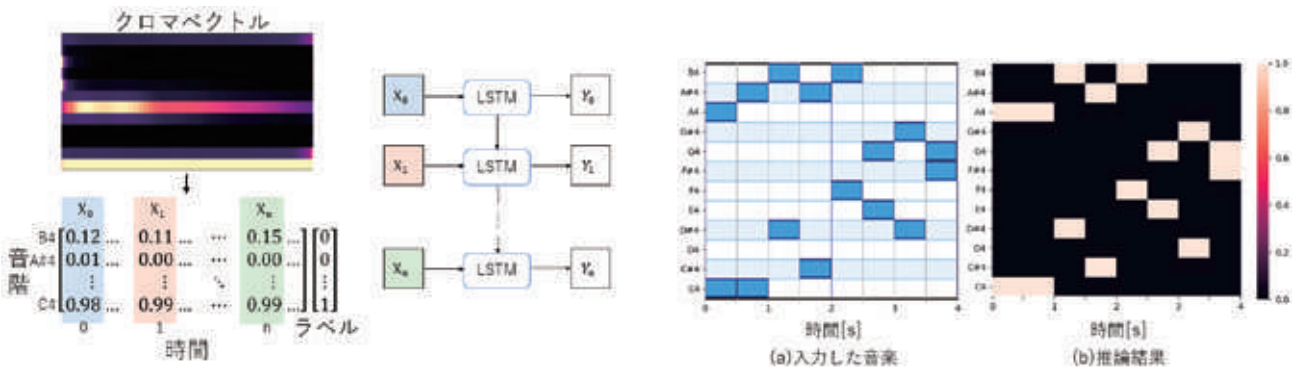 クロマベクトル
X₀ X₁ Xₙ
B4 0.12 ... 0.11 ... ⋯ 0.15 ... 0
A#4 0.01 ... 0.00 ... ⋯ 0.00 ... 0
⋮ ⋮ ⋱ ⋮ ⋮
C4 0.98 ... 0.99 ... ⋯ 0.99 ... 1
音階
0 1 n ラベル
時間
X₀ LSTM Y₀
X₁ LSTM Y₁
Xₙ LSTM Yₙ
B4
A#4
A4
G#4
G4
F#4
F4
E4
D#4
D4
C#4
C4
0 1 2 3 4
時間[s]
(a)入力した音楽
B4
A#4
A4
G#4
G4
F#4
F4
E4
D#4
D4
C#4
C4
0 1 2 3 4
時間[s]
(b)推論結果
1.0
0.8
0.6
0.4
0.2
0.0